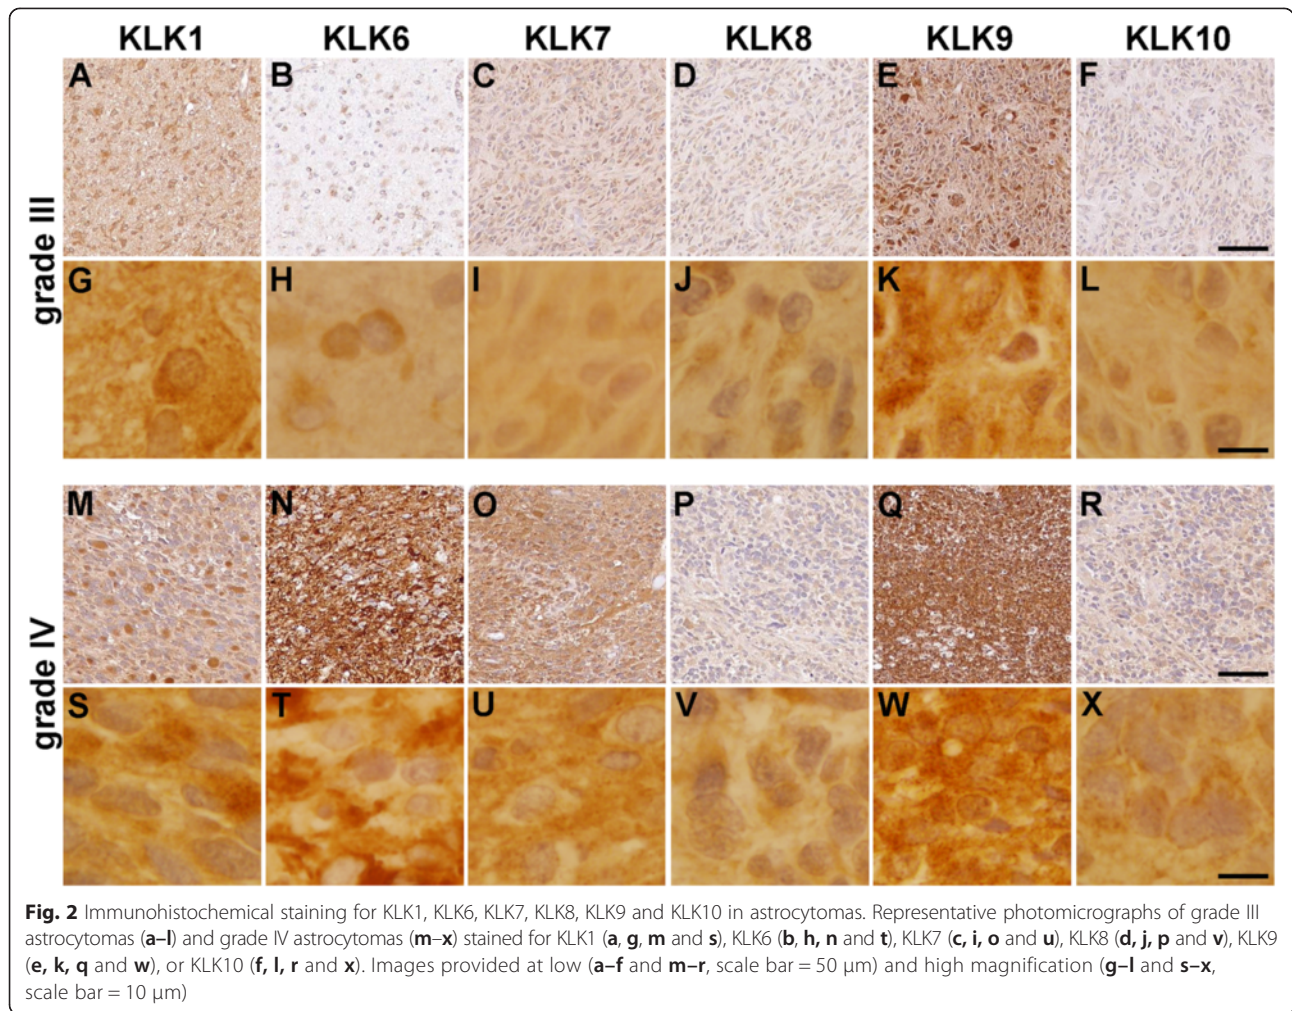 KLK1 KLK6 KLK7 KLK8 KLK9 KLK10
grade III
A B C D E F
G H I J K L
grade IV
M N O P Q R
S T U V W X
Fig. 2 Immunohistochemical staining for KLK1, KLK6, KLK7, KLK8, KLK9 and KLK10 in astrocytomas. Representative photomicrographs of grade III
astrocytomas (a–l) and grade IV astrocytomas (m–x) stained for KLK1 (a, g, m and s), KLK6 (b, h, n and t), KLK7 (c, i, o and u), KLK8 (d, j, p and v), KLK9
(e, k, q and w), or KLK10 (f, l, r and x). Images provided at low (a–f and m–r, scale bar = 50 μm) and high magnification (g–l and s–x,
scale bar = 10 μm)